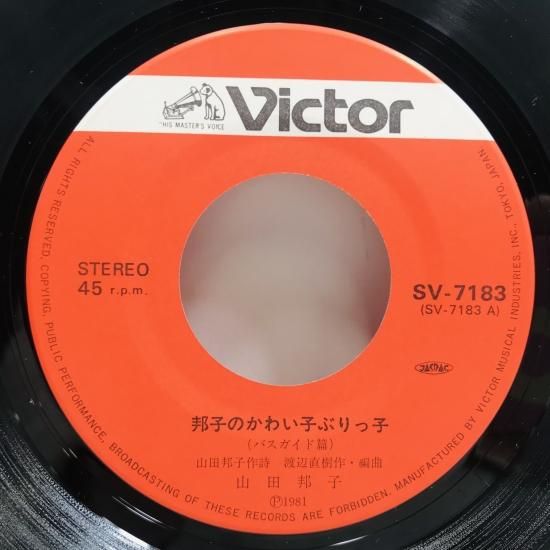 Victor
"HIS MASTER'S VOICE"
STEREO
45 r.p.m.
SV-7183
(SV-7183 A)
JASRAC
邦子のかわい子ぶりっ子
(バスガイド篇)
山田邦子作詩 渡辺直樹作・編曲
山田邦子
Ⓟ1981
ALL RIGHTS RESERVED. COPYING, PUBLIC PERFORMANCE, BROADCASTING OF THESE RECORDS ARE FORBIDDEN. MANUFACTURED BY VICTOR MUSICAL INDUSTRIES, INC., TOKYO, JAPAN.